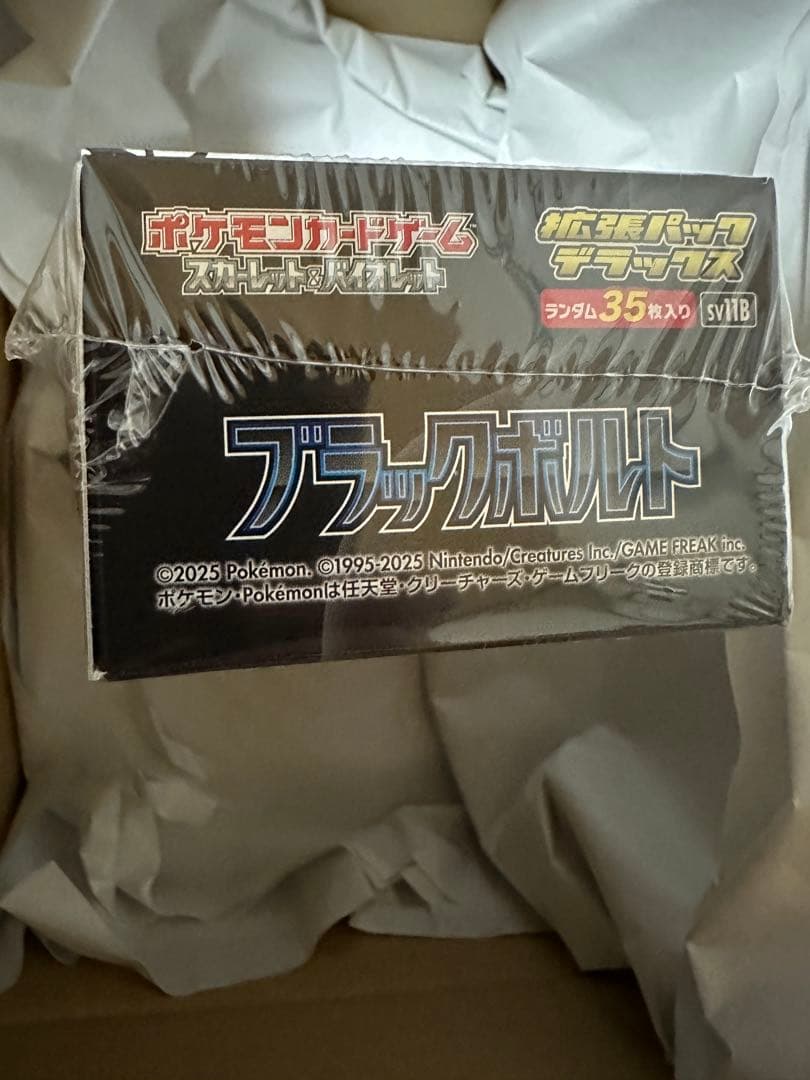 ポケモンカードゲーム™
スカーレット&バイオレット
拡張パック
デラックス
ランダム35枚入り SV11B
ブラックボルト
©2025 Pokémon. ©1995-2025 Nintendo/Creatures Inc./GAME FREAK inc.
ポケモン・Pokémonは任天堂・クリーチャーズ・ゲームフリークの登録商標です。